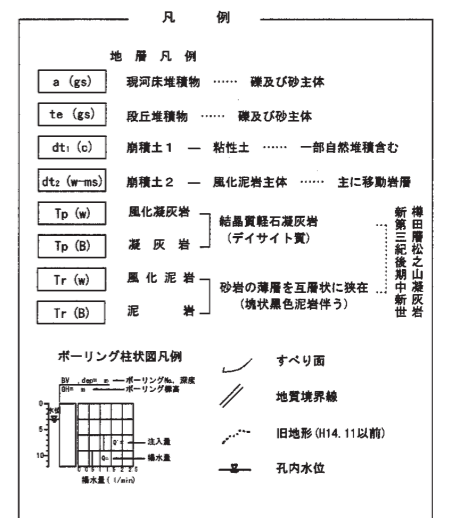 凡 例
地層凡例
a (gs) 現河床堆積物 …… 礫及び砂主体
te (gs) 段丘堆積物 …… 礫及び砂主体
dt₁ (c) 崩積土1 — 粘性土 …… 一部自然堆積含む
dt₂ (w-ms) 崩積土2 — 風化泥岩主体 …… 主に移動岩層
Tp (w) 風化凝灰岩
Tp (B) 凝灰岩
結晶質軽石凝灰岩
(デイサイト質)
Tr (w) 風化泥岩
Tr (B) 泥岩
砂岩の薄層を互層状に狭在
(塊状黒色泥岩伴う)
新第三紀後期中新世
樽田層松之山凝灰岩
ボーリング柱状図凡例
BV , dep= m ボーリングNo. 深度
GH= m ボーリング標高
水位
0
5
10
Q'= 注入量
Q= 揚水量
揚水量(l/min)
すべり面
地質境界線
旧地形(H14.11以前)
孔内水位